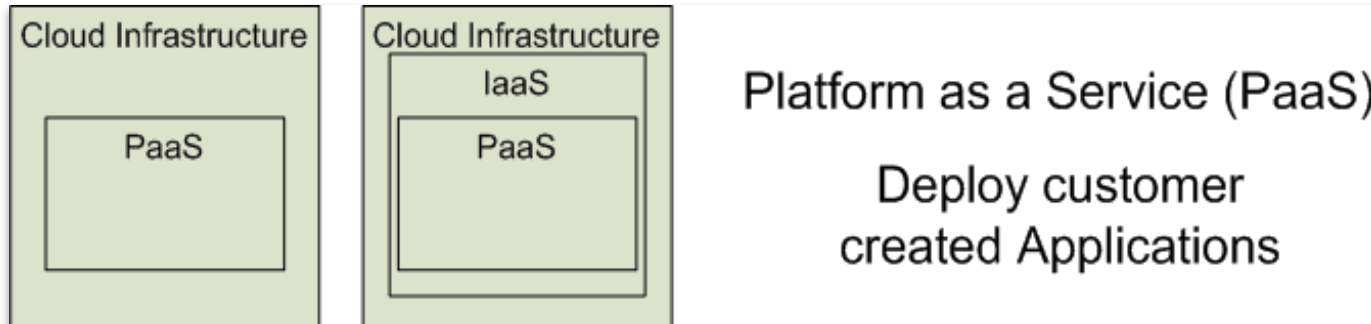 Cloud Infrastructure
PaaS
Cloud Infrastructure
IaaS
PaaS
Platform as a Service (PaaS)
Deploy customer
created Applications